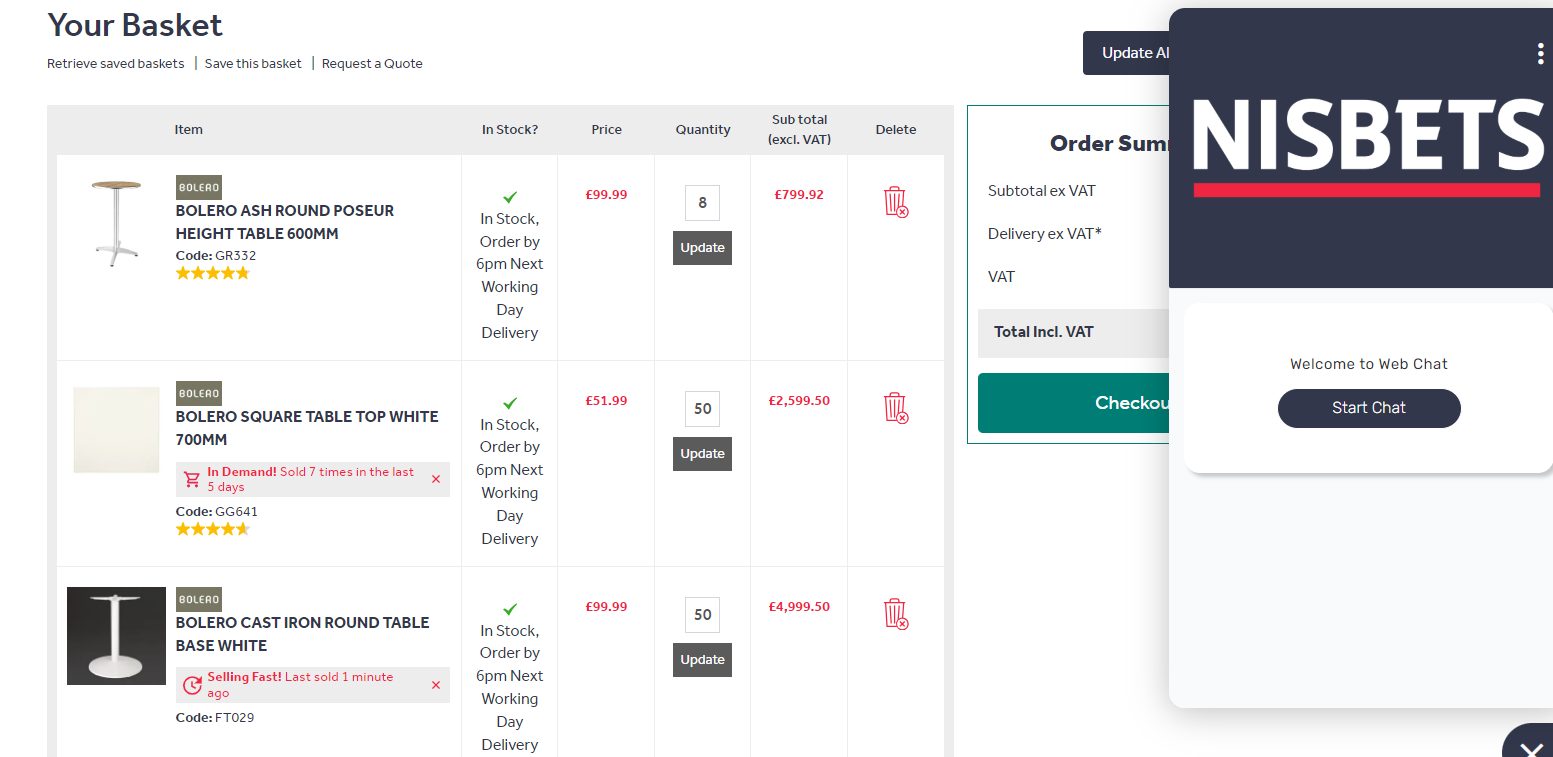 Your Basket
Retrieve saved baskets | Save this basket | Request a Quote
Item In Stock? Price Quantity Sub total (excl. VAT) Delete
BOLERO
BOLERO ASH ROUND POSEUR
HEIGHT TABLE 600MM
Code: GR332
In Stock,
Order by
6pm Next
Working
Day
Delivery
£99.99
8
Update
£799.92
BOLERO
BOLERO SQUARE TABLE TOP WHITE
700MM
In Demand! Sold 7 times in the last
5 days
Code: GG641
In Stock,
Order by
6pm Next
Working
Day
Delivery
£51.99
50
Update
£2,599.50
BOLERO
BOLERO CAST IRON ROUND TABLE
BASE WHITE
Selling Fast! Last sold 1 minute
ago
Code: FT029
In Stock,
Order by
6pm Next
Working
Day
Delivery
£99.99
50
Update
£4,999.50
Update Al
Order Sum
Subtotal ex VAT
Delivery ex VAT*
VAT
Total Incl. VAT
Checkou
NISBETS
Welcome to Web Chat
Start Chat